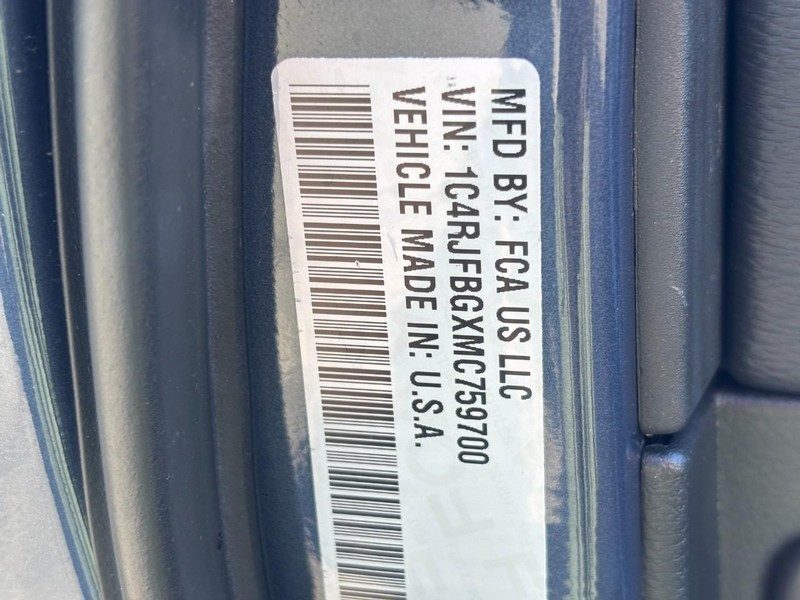 MFD BY: FCA US LLC
VIN: 1C4RJFBGXMC759700
VEHICLE MADE IN: U.S.A.